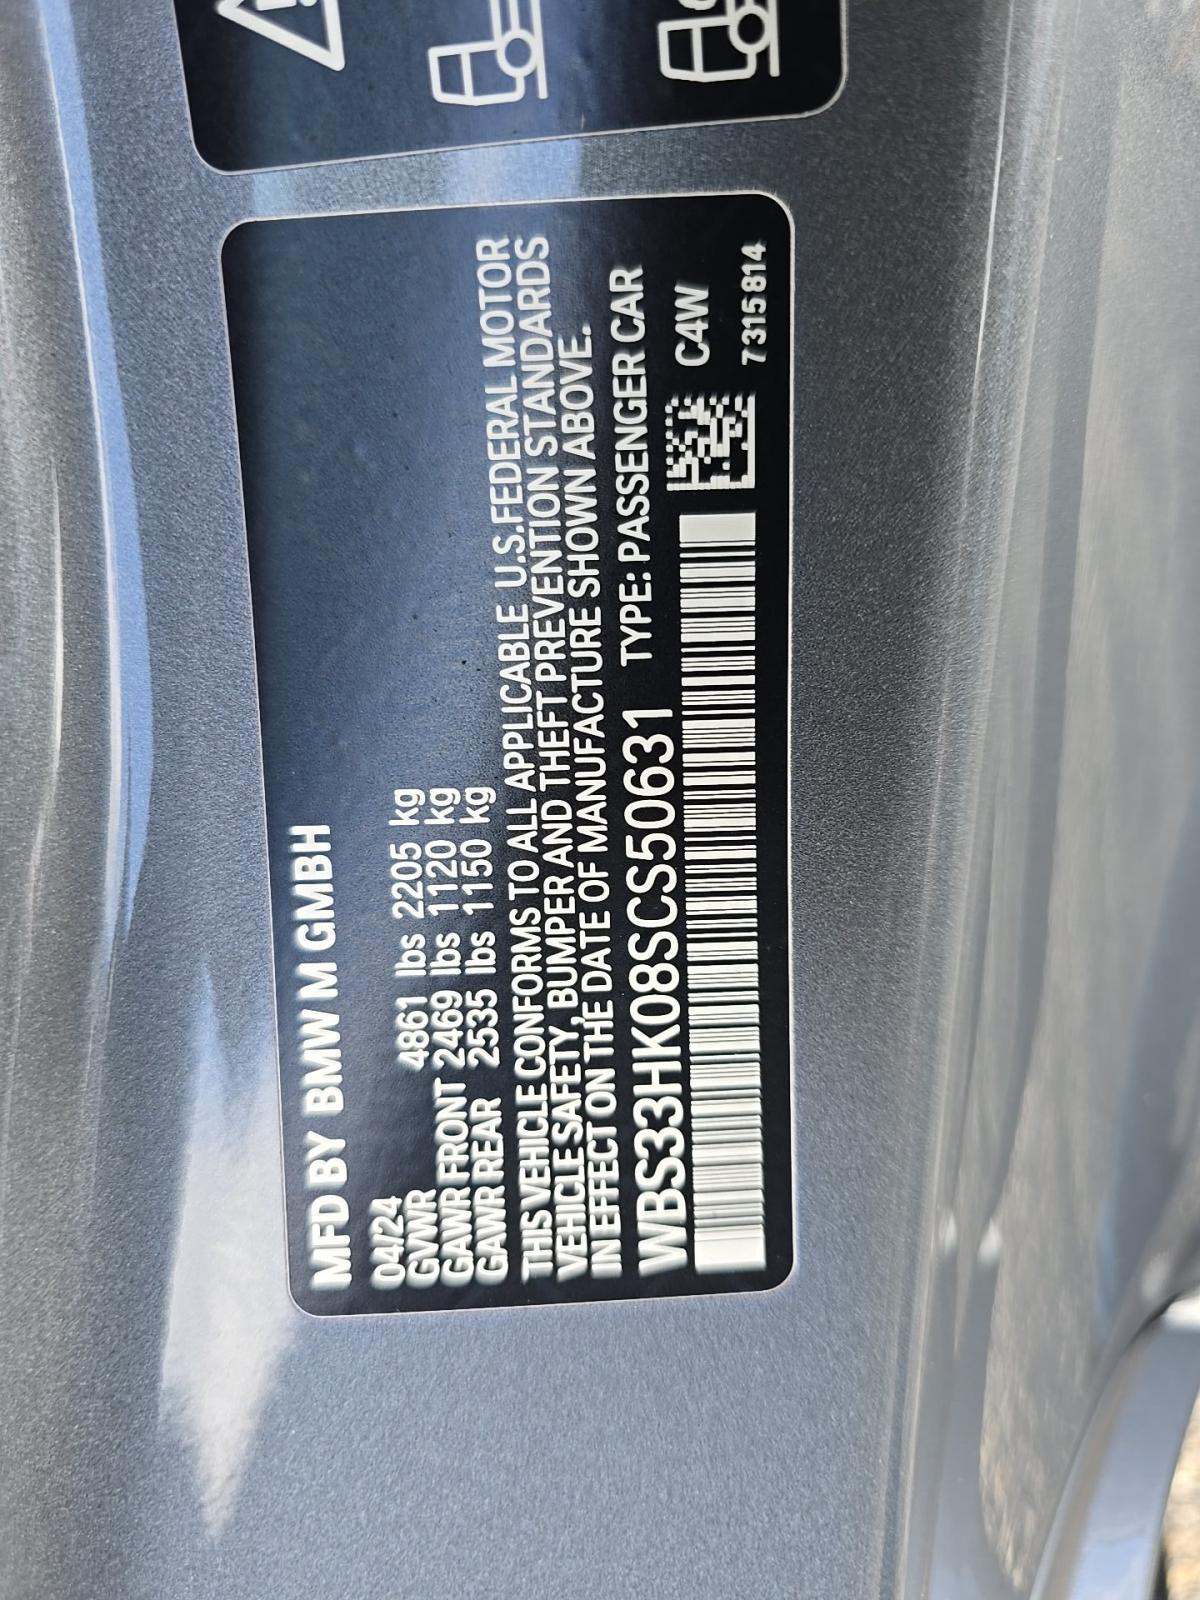 MFD BY BMW M GMBH
04/24
GVWR 4861 lbs 2205 kg
GAWR FRONT 2469 lbs 1120 kg
GAWR REAR 2535 lbs 1150 kg
THIS VEHICLE CONFORMS TO ALL APPLICABLE U.S.FEDERAL MOTOR
VEHICLE SAFETY, BUMPER AND THEFT PREVENTION STANDARDS
IN EFFECT ON THE DATE OF MANUFACTURE SHOWN ABOVE.
WBS33HK08SCS50631 TYPE: PASSENGER CAR
C4W
7315814